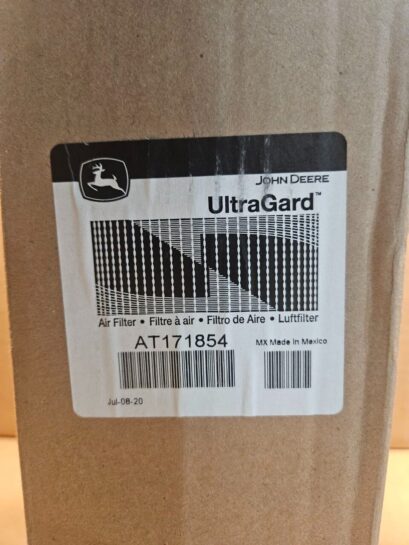 JOHN DEERE
UltraGard™
Air Filter • Filtre à air • Filtro de Aire • Luftfilter
AT171854 MX Made in Mexico
Jul-08-20